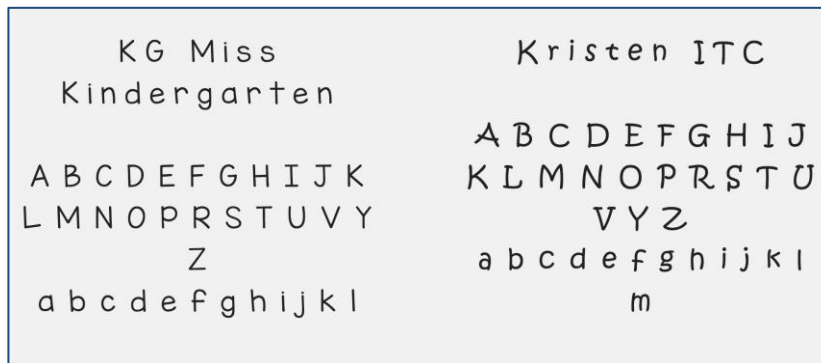 KG Miss
Kindergarten
A B C D E F G H I J K
L M N O P R S T U V Y
Z
a b c d e f g h i j k l
Kristen ITC
A B C D E F G H I J
K L M N O P R S T U
V Y Z
a b c d e f g h i j k l
m